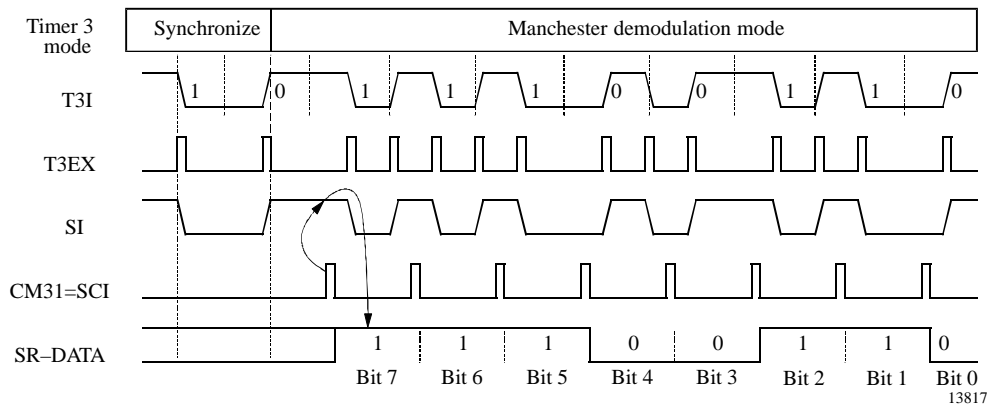 Timer 3 mode Synchronize Manchester demodulation mode
T3I 1 0 1 1 1 0 0 1 1 0
T3EX
SI
CM31=SCI
SR–DATA 1 1 1 0 0 1 1 0
Bit 7 Bit 6 Bit 5 Bit 4 Bit 3 Bit 2 Bit 1 Bit 0
13817